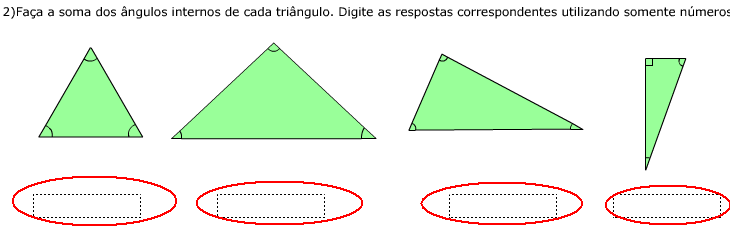 2)Faça a soma dos ângulos internos de cada triângulo. Digite as respostas correspondentes utilizando somente números